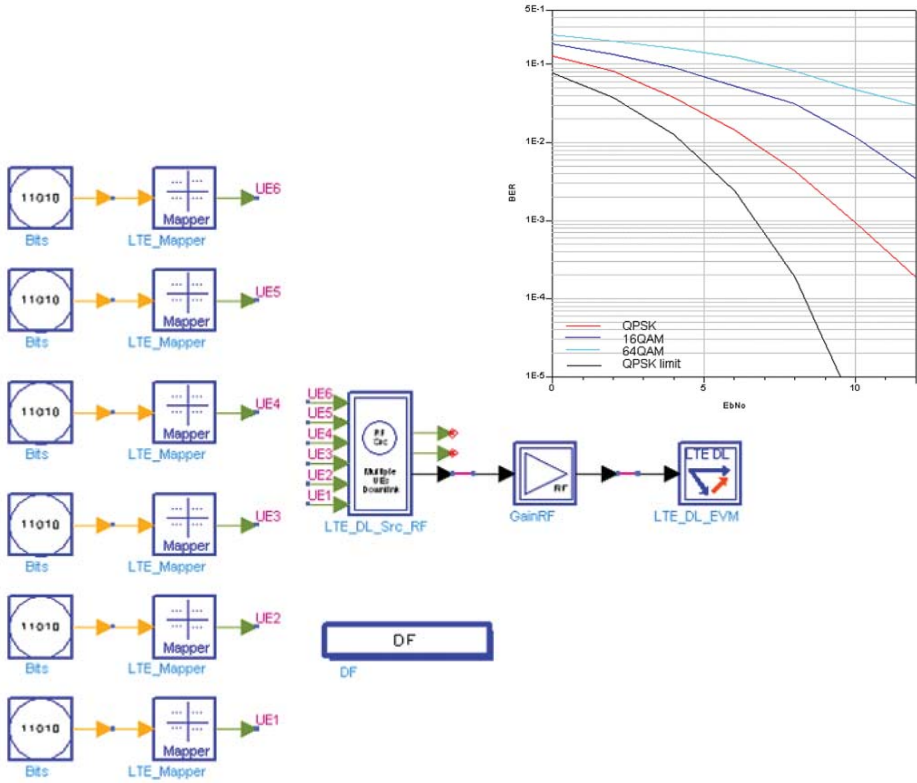 5E-1
1E-1
1E-2
1E-3
1E-4
1E-5
BER
0
5
10
EbNo
QPSK
16QAM
64QAM
QPSK limit
11010
Bits
Mapper
LTE_Mapper
UE6
11010
Bits
Mapper
LTE_Mapper
UE5
11010
Bits
Mapper
LTE_Mapper
UE4
11010
Bits
Mapper
LTE_Mapper
UE3
11010
Bits
Mapper
LTE_Mapper
UE2
11010
Bits
Mapper
LTE_Mapper
UE1
UE6
UE5
UE4
UE3
UE2
UE1
Multiple
UEs
Downlink
LTE_DL_Src_RF
RF
GainRF
LTE DL
LTE_DL_EVM
DF
DF